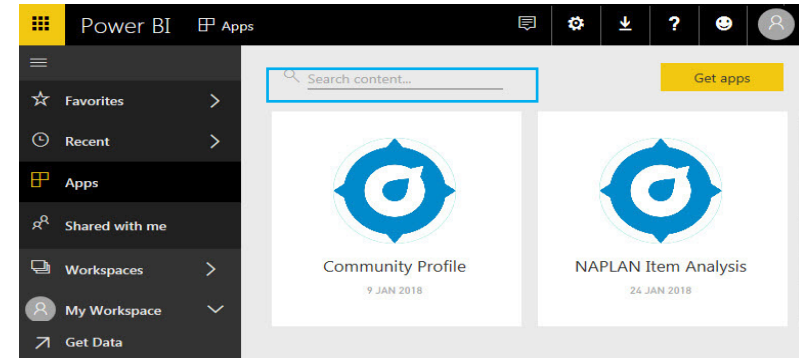 Power BI Apps
?
Search content...
Get apps
Favorites
Recent
Apps
Shared with me
Workspaces
My Workspace
Get Data
Community Profile
9 JAN 2018
NAPLAN Item Analysis
24 JAN 2018